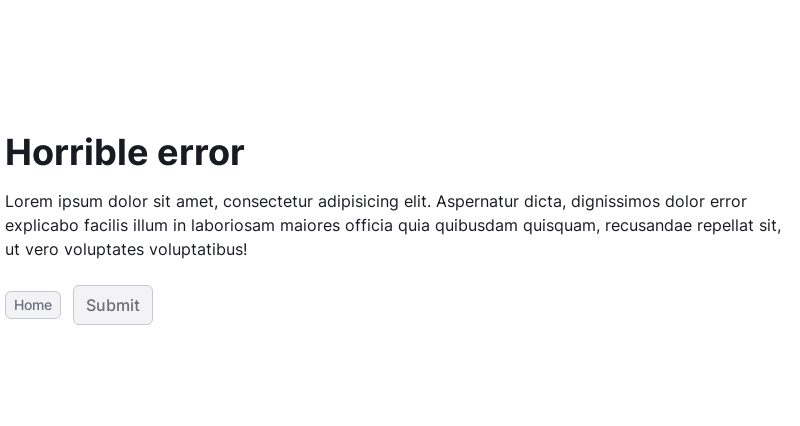 Horrible error
Lorem ipsum dolor sit amet, consectetur adipisicing elit. Aspernatur dicta, dignissimos dolor error
explicabo facilis illum in laboriosam maiores officia quia quibusdam quisquam, recusandae repellat sit,
ut vero voluptates voluptatibus!
Home Submit